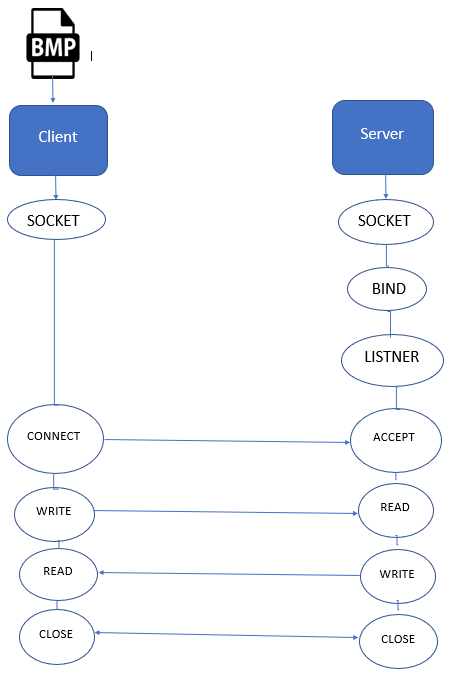 BMP
Client
Server
SOCKET
SOCKET
BIND
LISTNER
CONNECT
ACCEPT
WRITE
READ
READ
WRITE
CLOSE
CLOSE